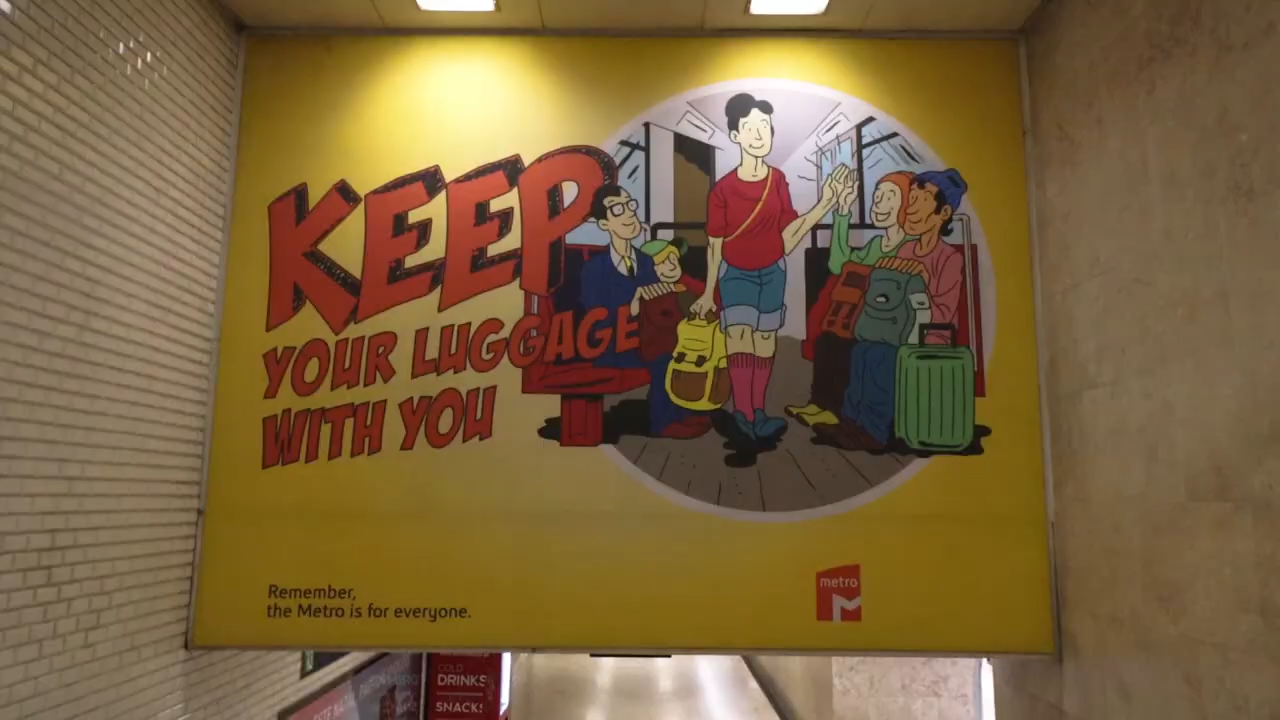 KEEP
YOUR LUGGAGE
WITH YOU
Remember,
the Metro is for everyone.
metro
COLD
DRINKS
SNACKS